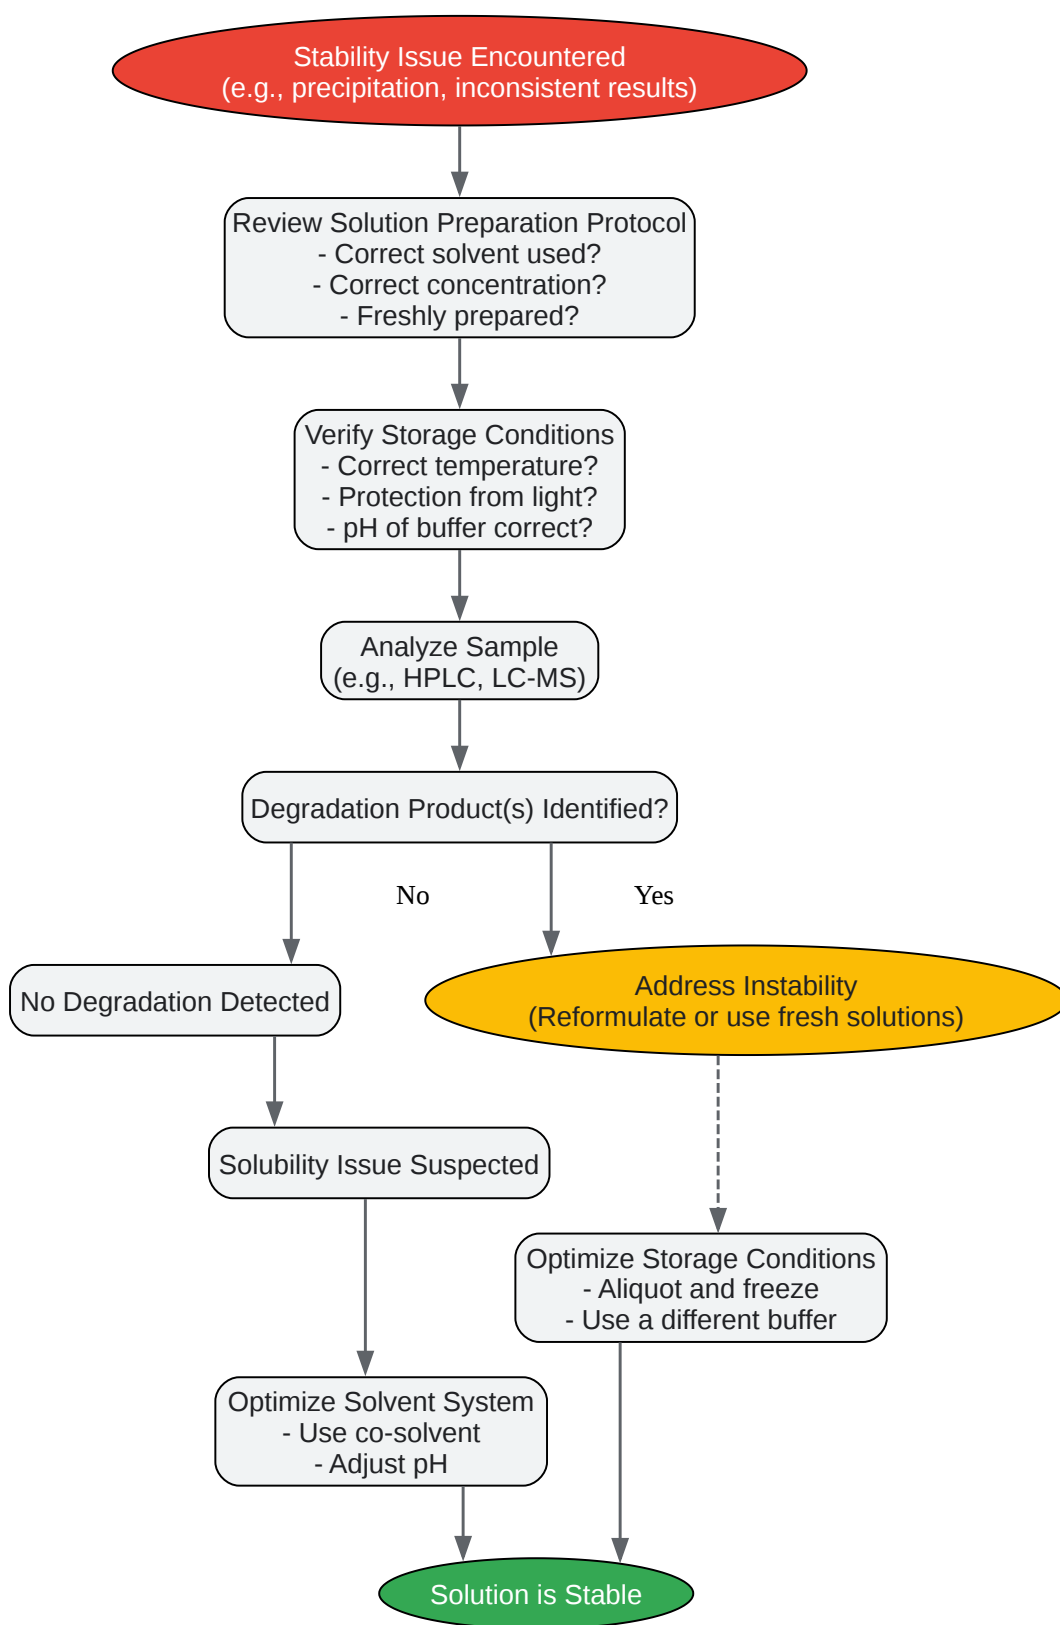 Stability Issue Encountered
(e.g., precipitation, inconsistent results)
Review Solution Preparation Protocol
- Correct solvent used?
- Correct concentration?
- Freshly prepared?
Verify Storage Conditions
- Correct temperature?
- Protection from light?
- pH of buffer correct?
Analyze Sample
(e.g., HPLC, LC-MS)
Degradation Product(s) Identified?
No
Yes
No Degradation Detected
Address Instability
(Reformulate or use fresh solutions)
Solubility Issue Suspected
Optimize Storage Conditions
- Aliquot and freeze
- Use a different buffer
Optimize Solvent System
- Use co-solvent
- Adjust pH
Solution is Stable